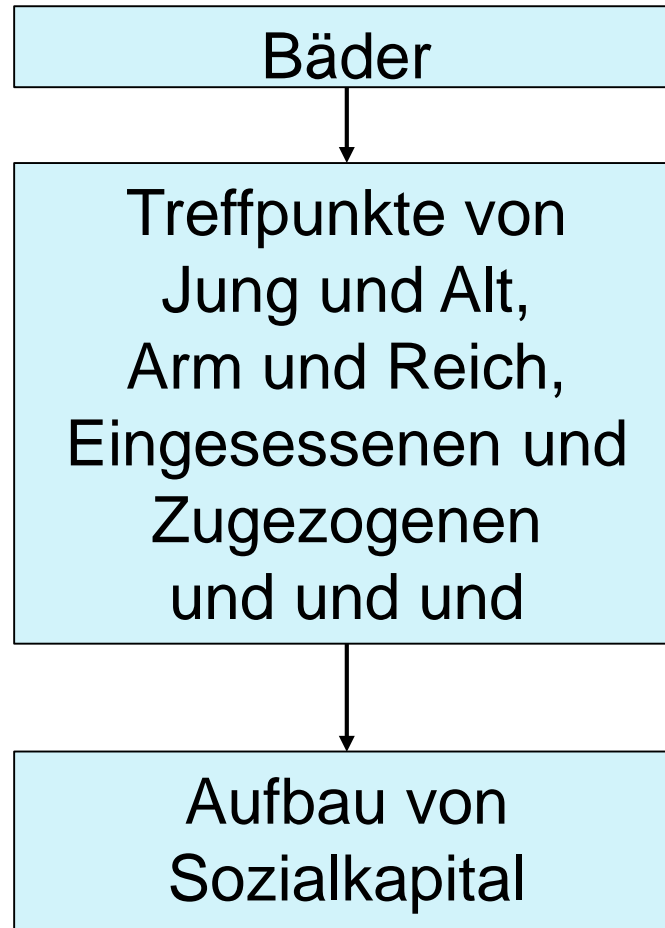 Bäder
Treffpunkte von
Jung und Alt,
Arm und Reich,
Eingesessenen und
Zugezogenen
und und und
Aufbau von
Sozialkapital